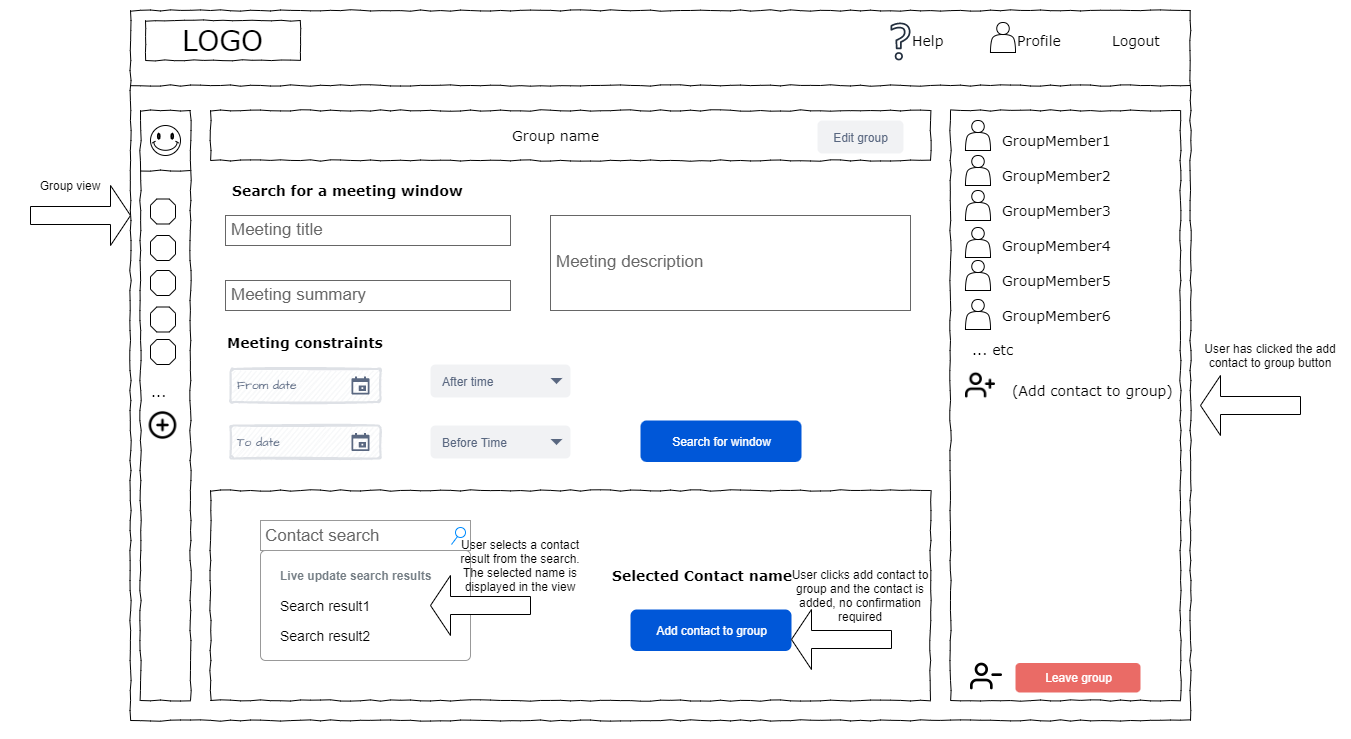 LOGO
Help
Profile
Logout
Group name
Edit group
Group view
Search for a meeting window
Meeting title
Meeting description
Meeting summary
Meeting constraints
From date
After time
To date
Before Time
Search for window
GroupMember1
GroupMember2
GroupMember3
GroupMember4
GroupMember5
GroupMember6
... etc
(Add contact to group)
User has clicked the add
contact to group button
...
Contact search
Live update search results
Search result1
Search result2
User selects a contact
result from the search.
The selected name is
displayed in the view
Selected Contact name
Add contact to group
User clicks add contact to
group and the contact is
added, no confirmation
required
Leave group